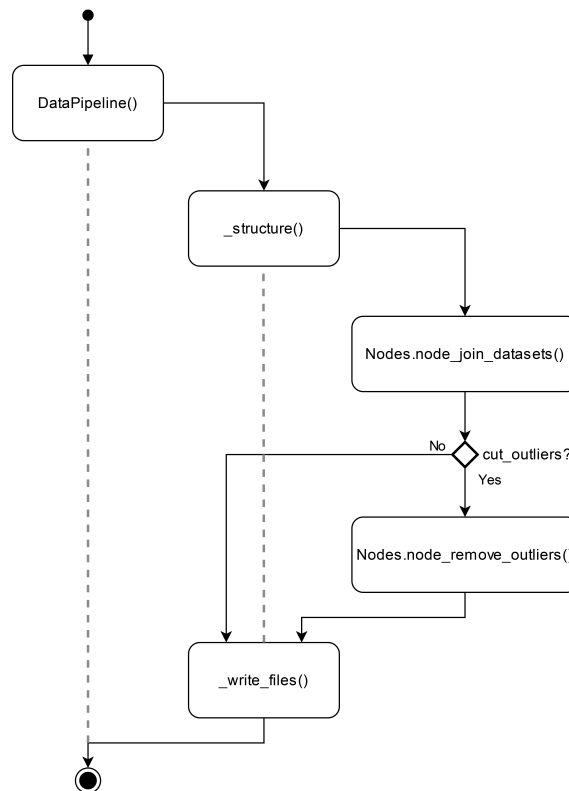 DataPipeline()
_structure()
Nodes.node_join_datasets()
No
cut_outliers?
Yes
Nodes.node_remove_outliers()
_write_files()